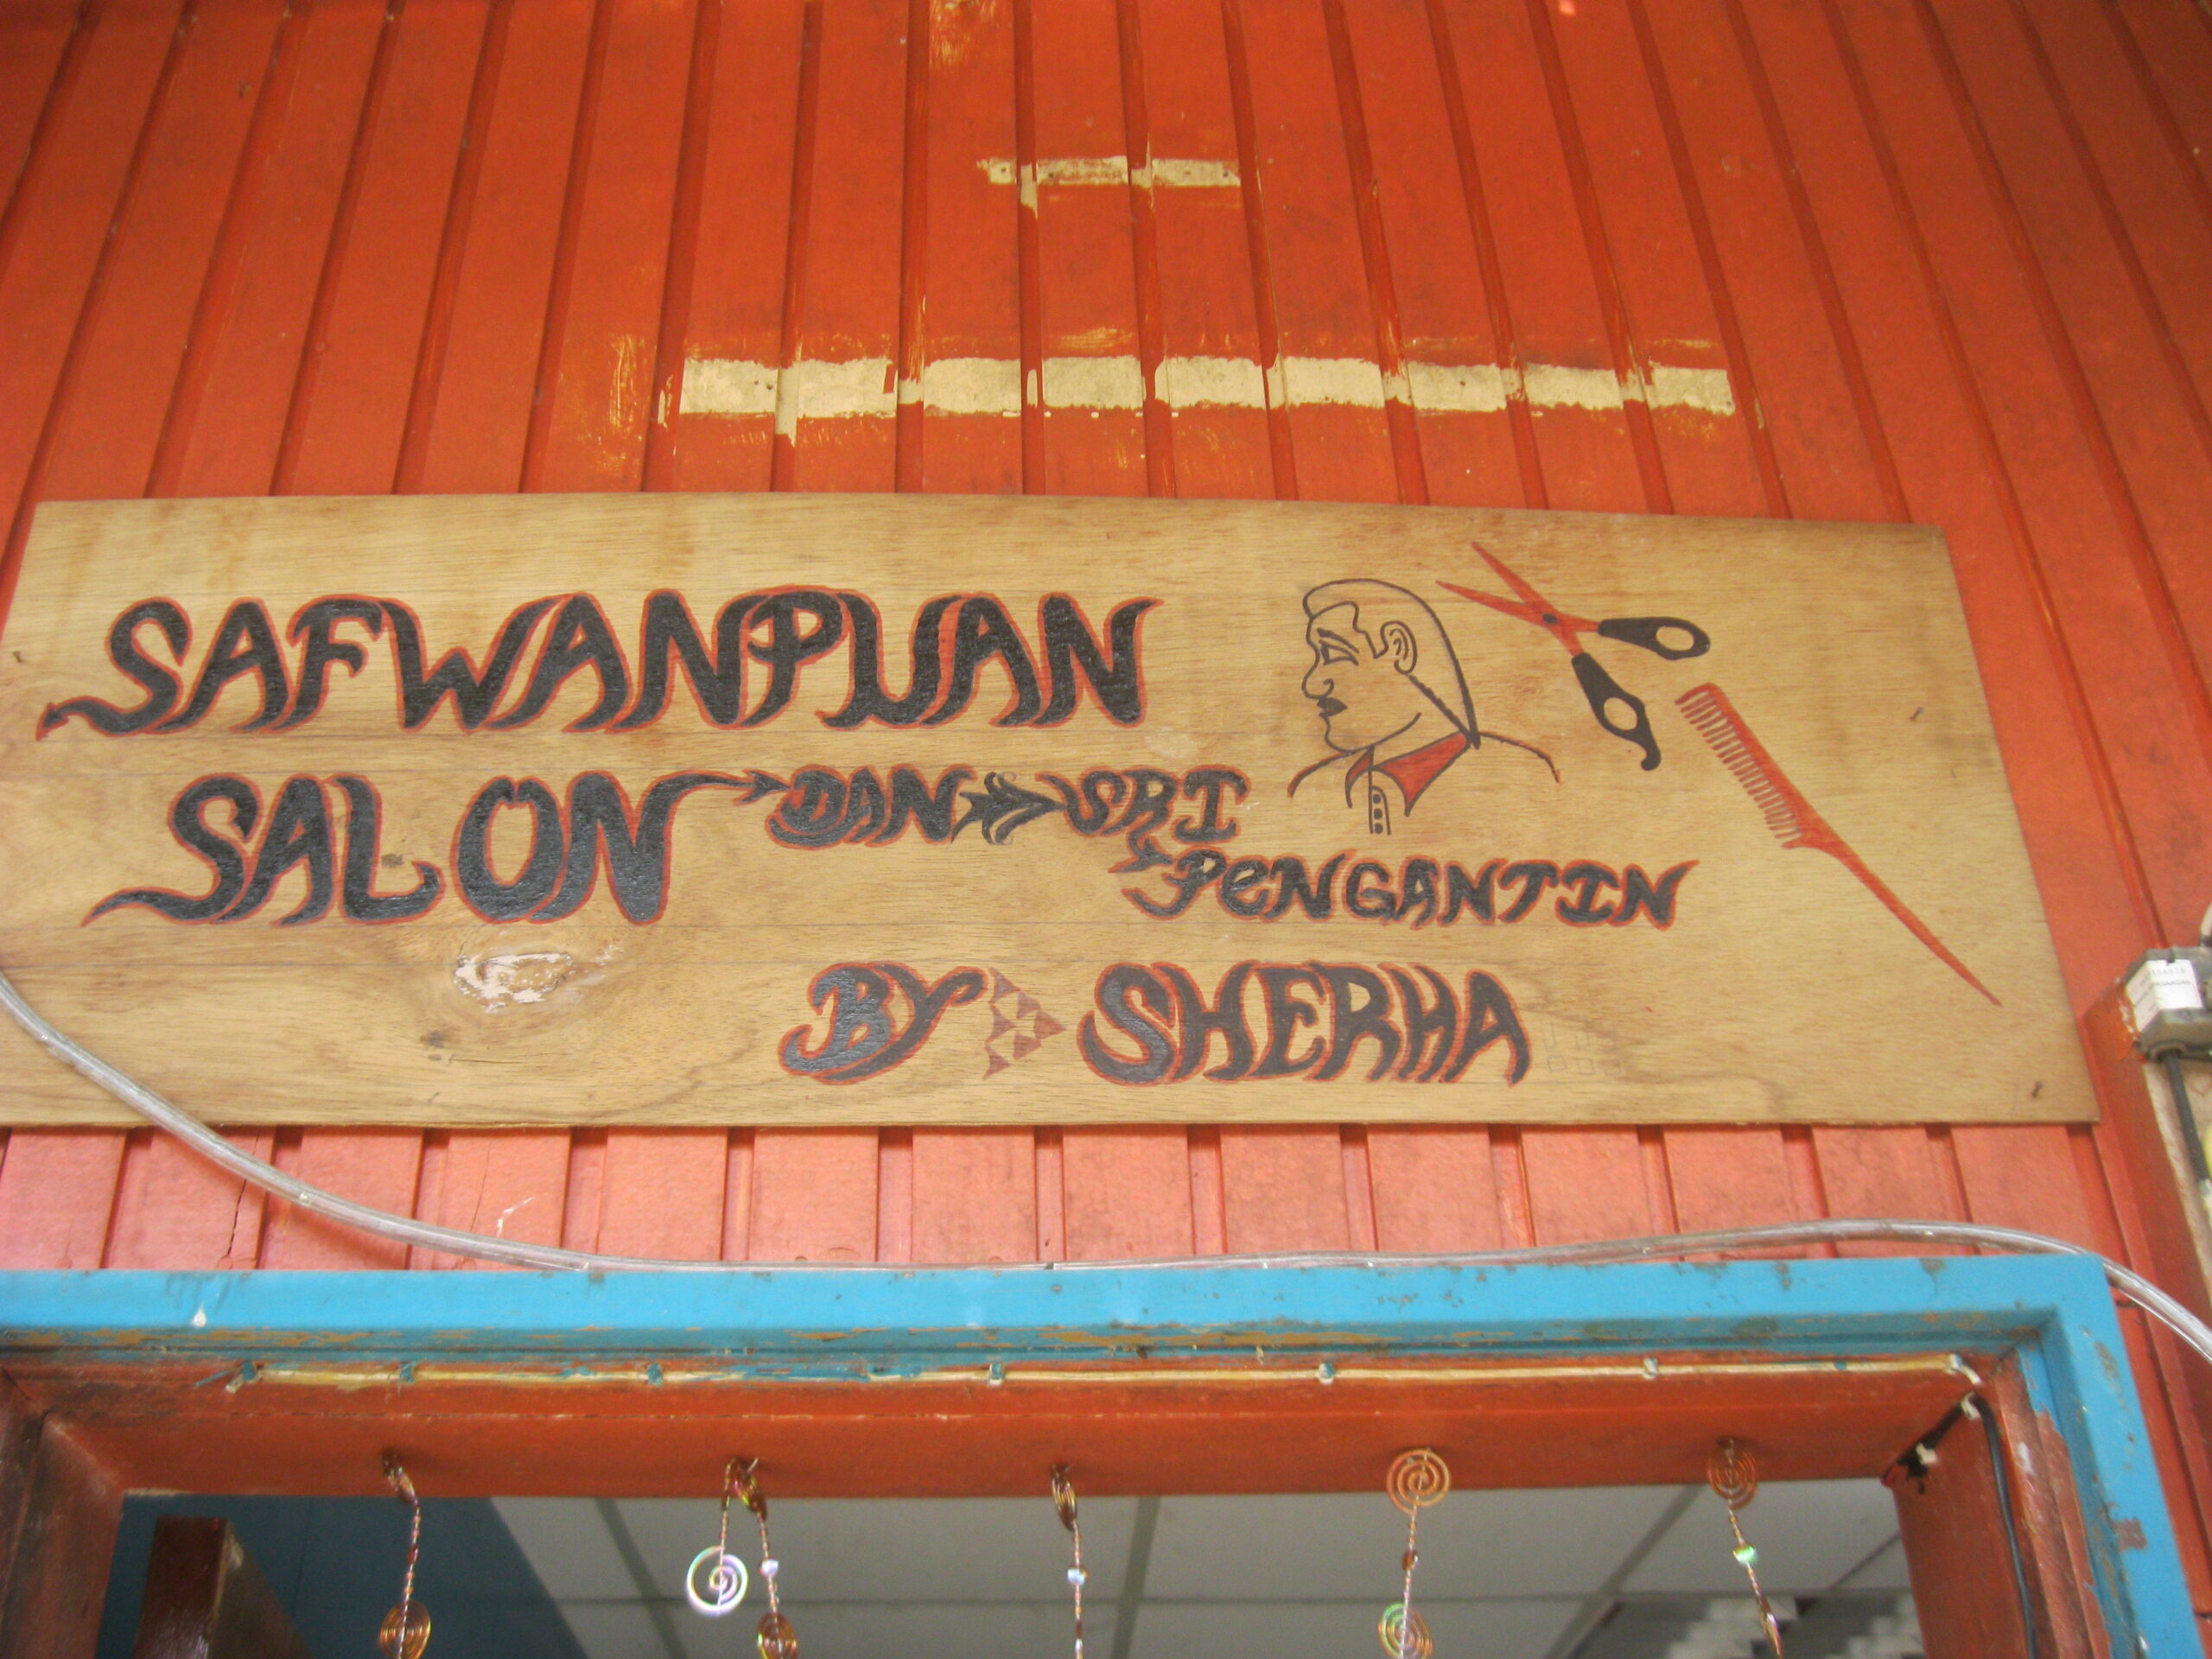 SAFWANPUAN
SALON DAN SRI
PENGANTIN
BY SHERHA